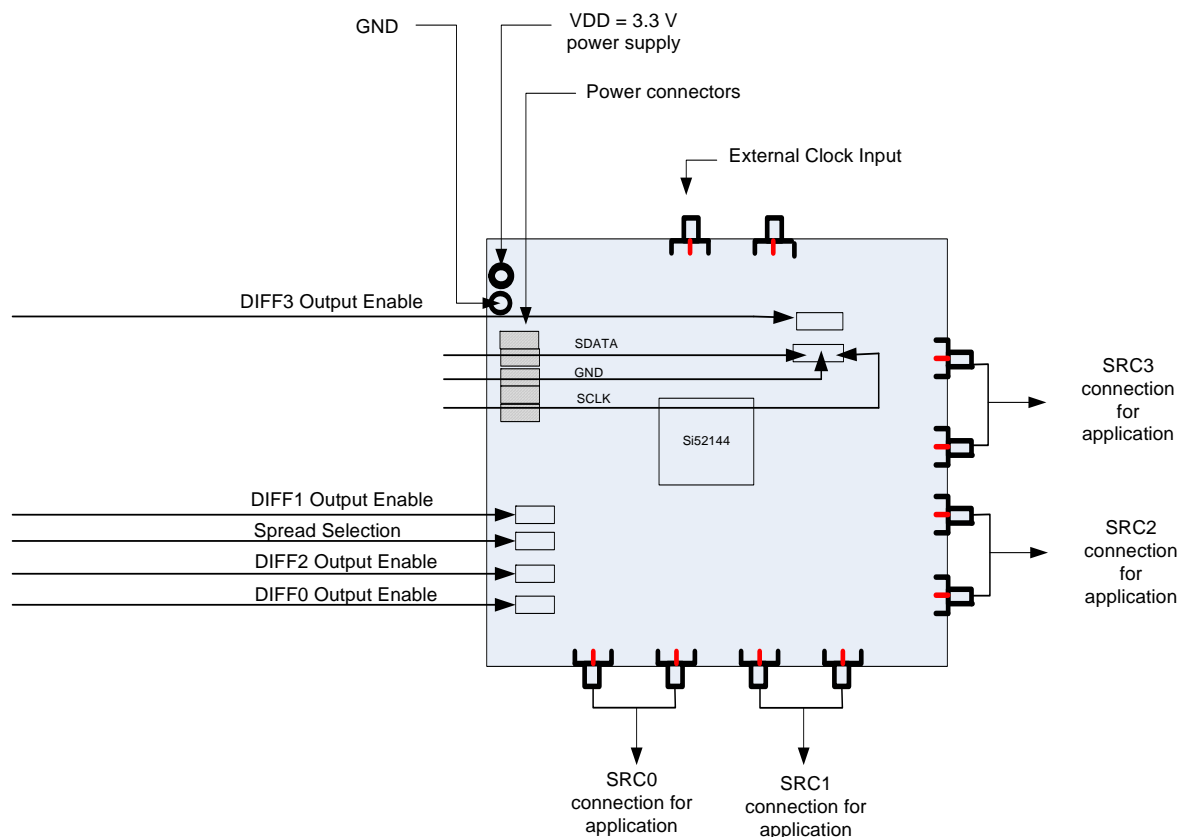 GND
VDD = 3.3 V
power supply
Power connectors
External Clock Input
DIFF3 Output Enable
SDATA
GND
SCLK
Si52144
SRC3
connection
for
application
DIFF1 Output Enable
Spread Selection
DIFF2 Output Enable
DIFF0 Output Enable
SRC2
connection
for
application
SRC0
connection for
application
SRC1
connection for
application